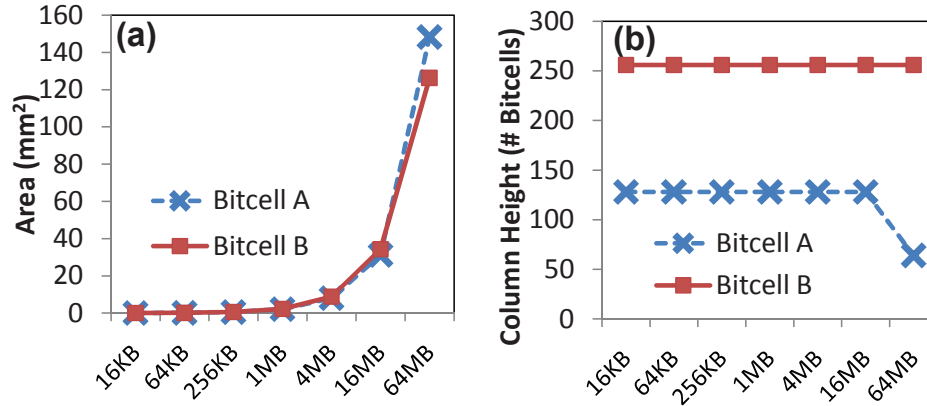 (a)
Area (mm²)
160
140
120
100
80
60
40
20
0
Bitcell A
Bitcell B
16KB
64KB
256KB
1MB
4MB
16MB
64MB
(b)
Column Height (# Bitcells)
300
250
200
150
100
50
0
Bitcell A
Bitcell B
16KB
64KB
256KB
1MB
4MB
16MB
64MB